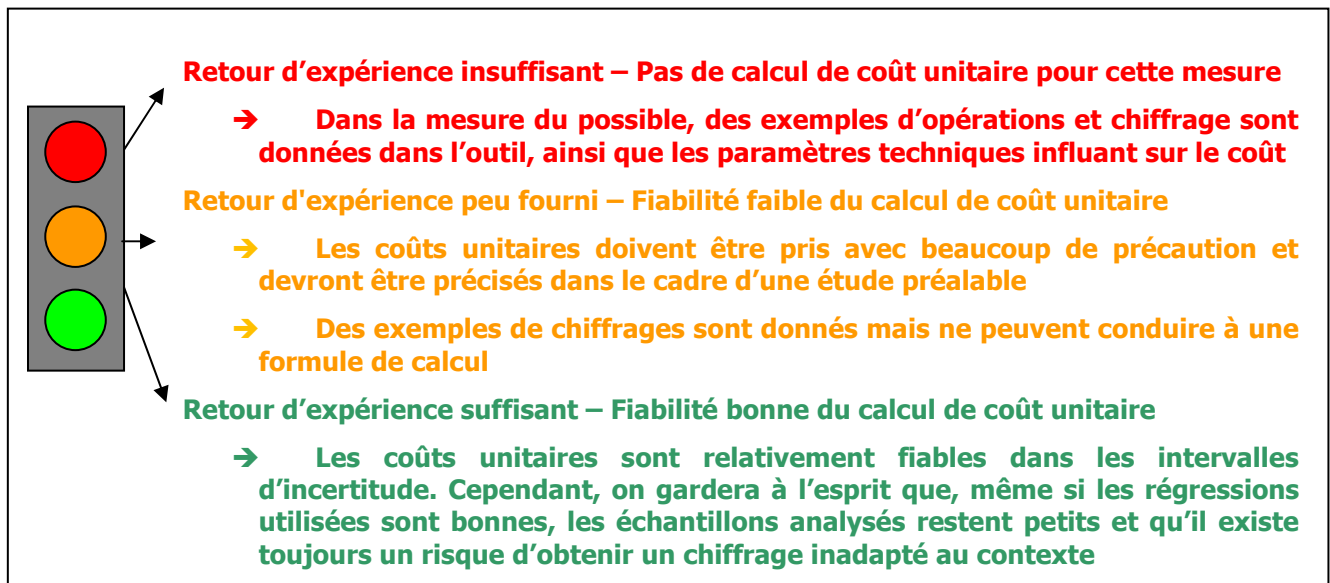 Retour d’expérience insuffisant – Pas de calcul de coût unitaire pour cette mesure
➔ Dans la mesure du possible, des exemples d’opérations et chiffrage sont
données dans l’outil, ainsi que les paramètres techniques influant sur le coût
Retour d'expérience peu fourni – Fiabilité faible du calcul de coût unitaire
➔ Les coûts unitaires doivent être pris avec beaucoup de précaution et
devront être précisés dans le cadre d’une étude préalable
➔ Des exemples de chiffrages sont donnés mais ne peuvent conduire à une
formule de calcul
Retour d’expérience suffisant – Fiabilité bonne du calcul de coût unitaire
➔ Les coûts unitaires sont relativement fiables dans les intervalles
d’incertitude. Cependant, on gardera à l’esprit que, même si les régressions
utilisées sont bonnes, les échantillons analysés restent petits et qu’il existe
toujours un risque d’obtenir un chiffrage inadapté au contexte